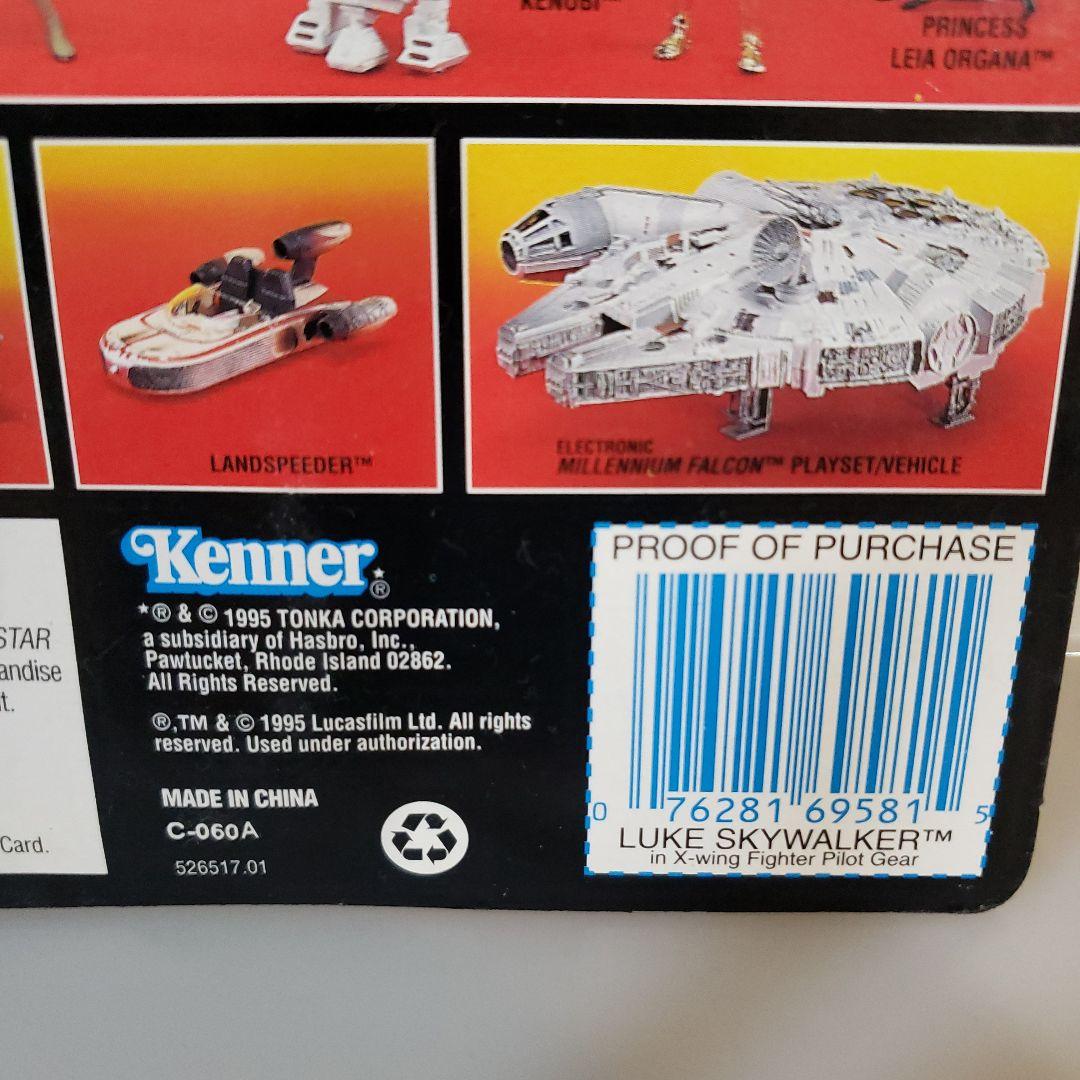 KENOBI™
PRINCESS
LEIA ORGANA™
LANDSPEEDER™
ELECTRONIC
MILLENNIUM FALCON™ PLAYSET/VEHICLE
STAR
andise
t.
Card.
Kenner
*®
*® & © 1995 TONKA CORPORATION,
a subsidiary of Hasbro, Inc.,
Pawtucket, Rhode Island 02862.
All Rights Reserved.
®,TM & © 1995 Lucasfilm Ltd. All rights
reserved. Used under authorization.
MADE IN CHINA
C-060A
526517.01
PROOF OF PURCHASE
0 76281 69581 5
LUKE SKYWALKER™
in X-wing Fighter Pilot Gear